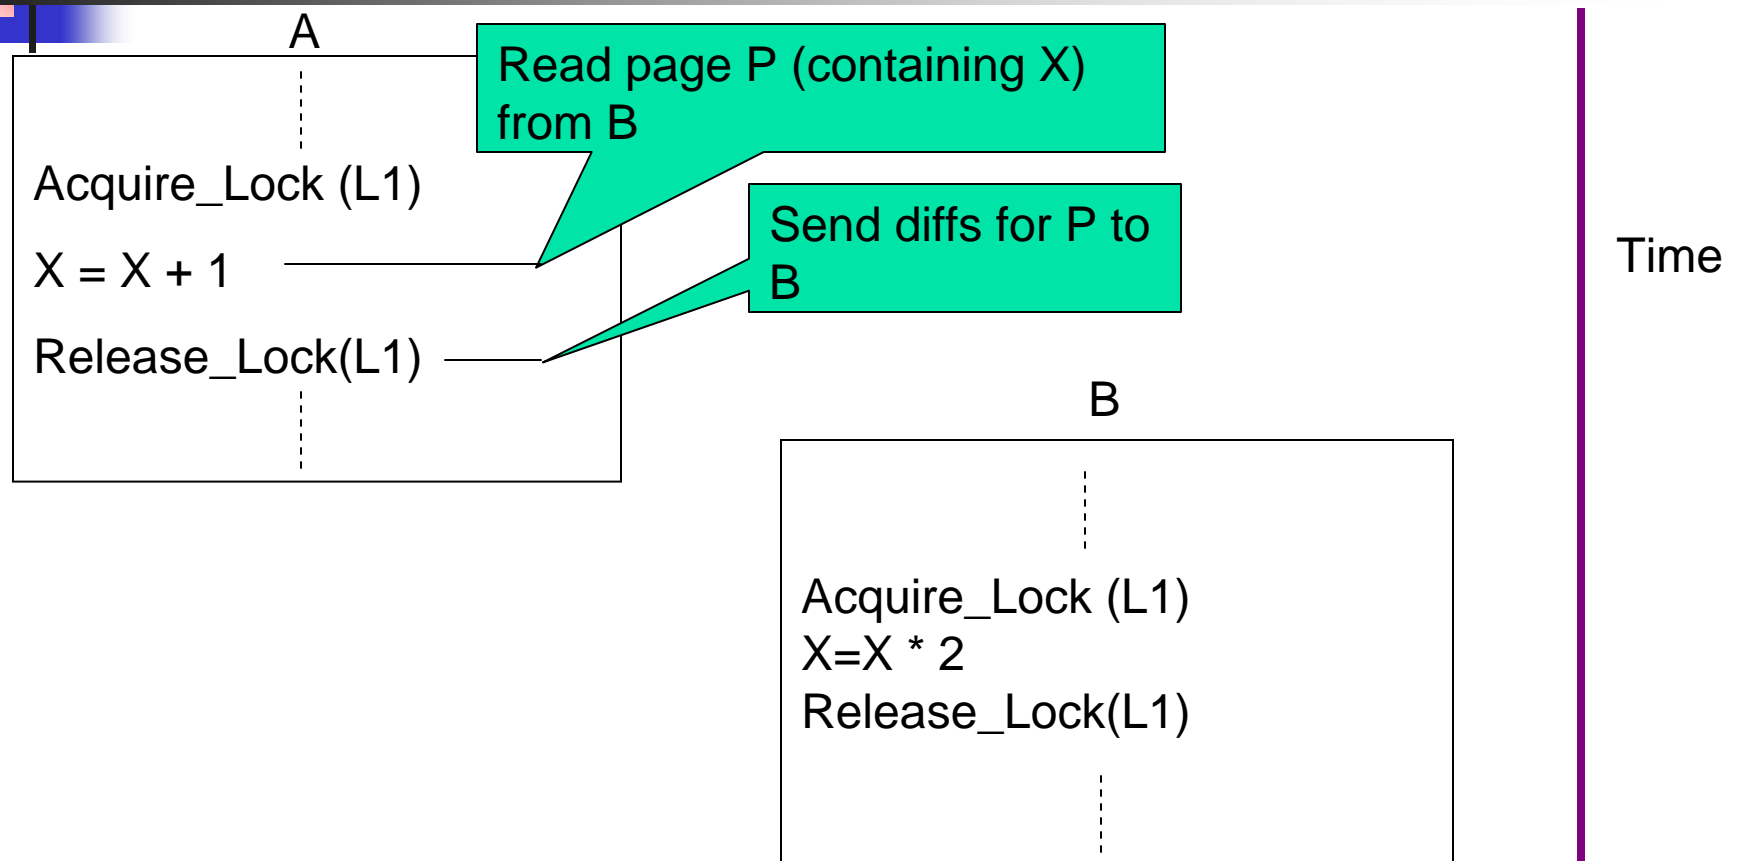 A
Read page P (containing X)
from B
Acquire_Lock (L1)
X = X + 1
Release_Lock(L1)
Send diffs for P to
B
Time
B
Acquire_Lock (L1)
X=X * 2
Release_Lock(L1)